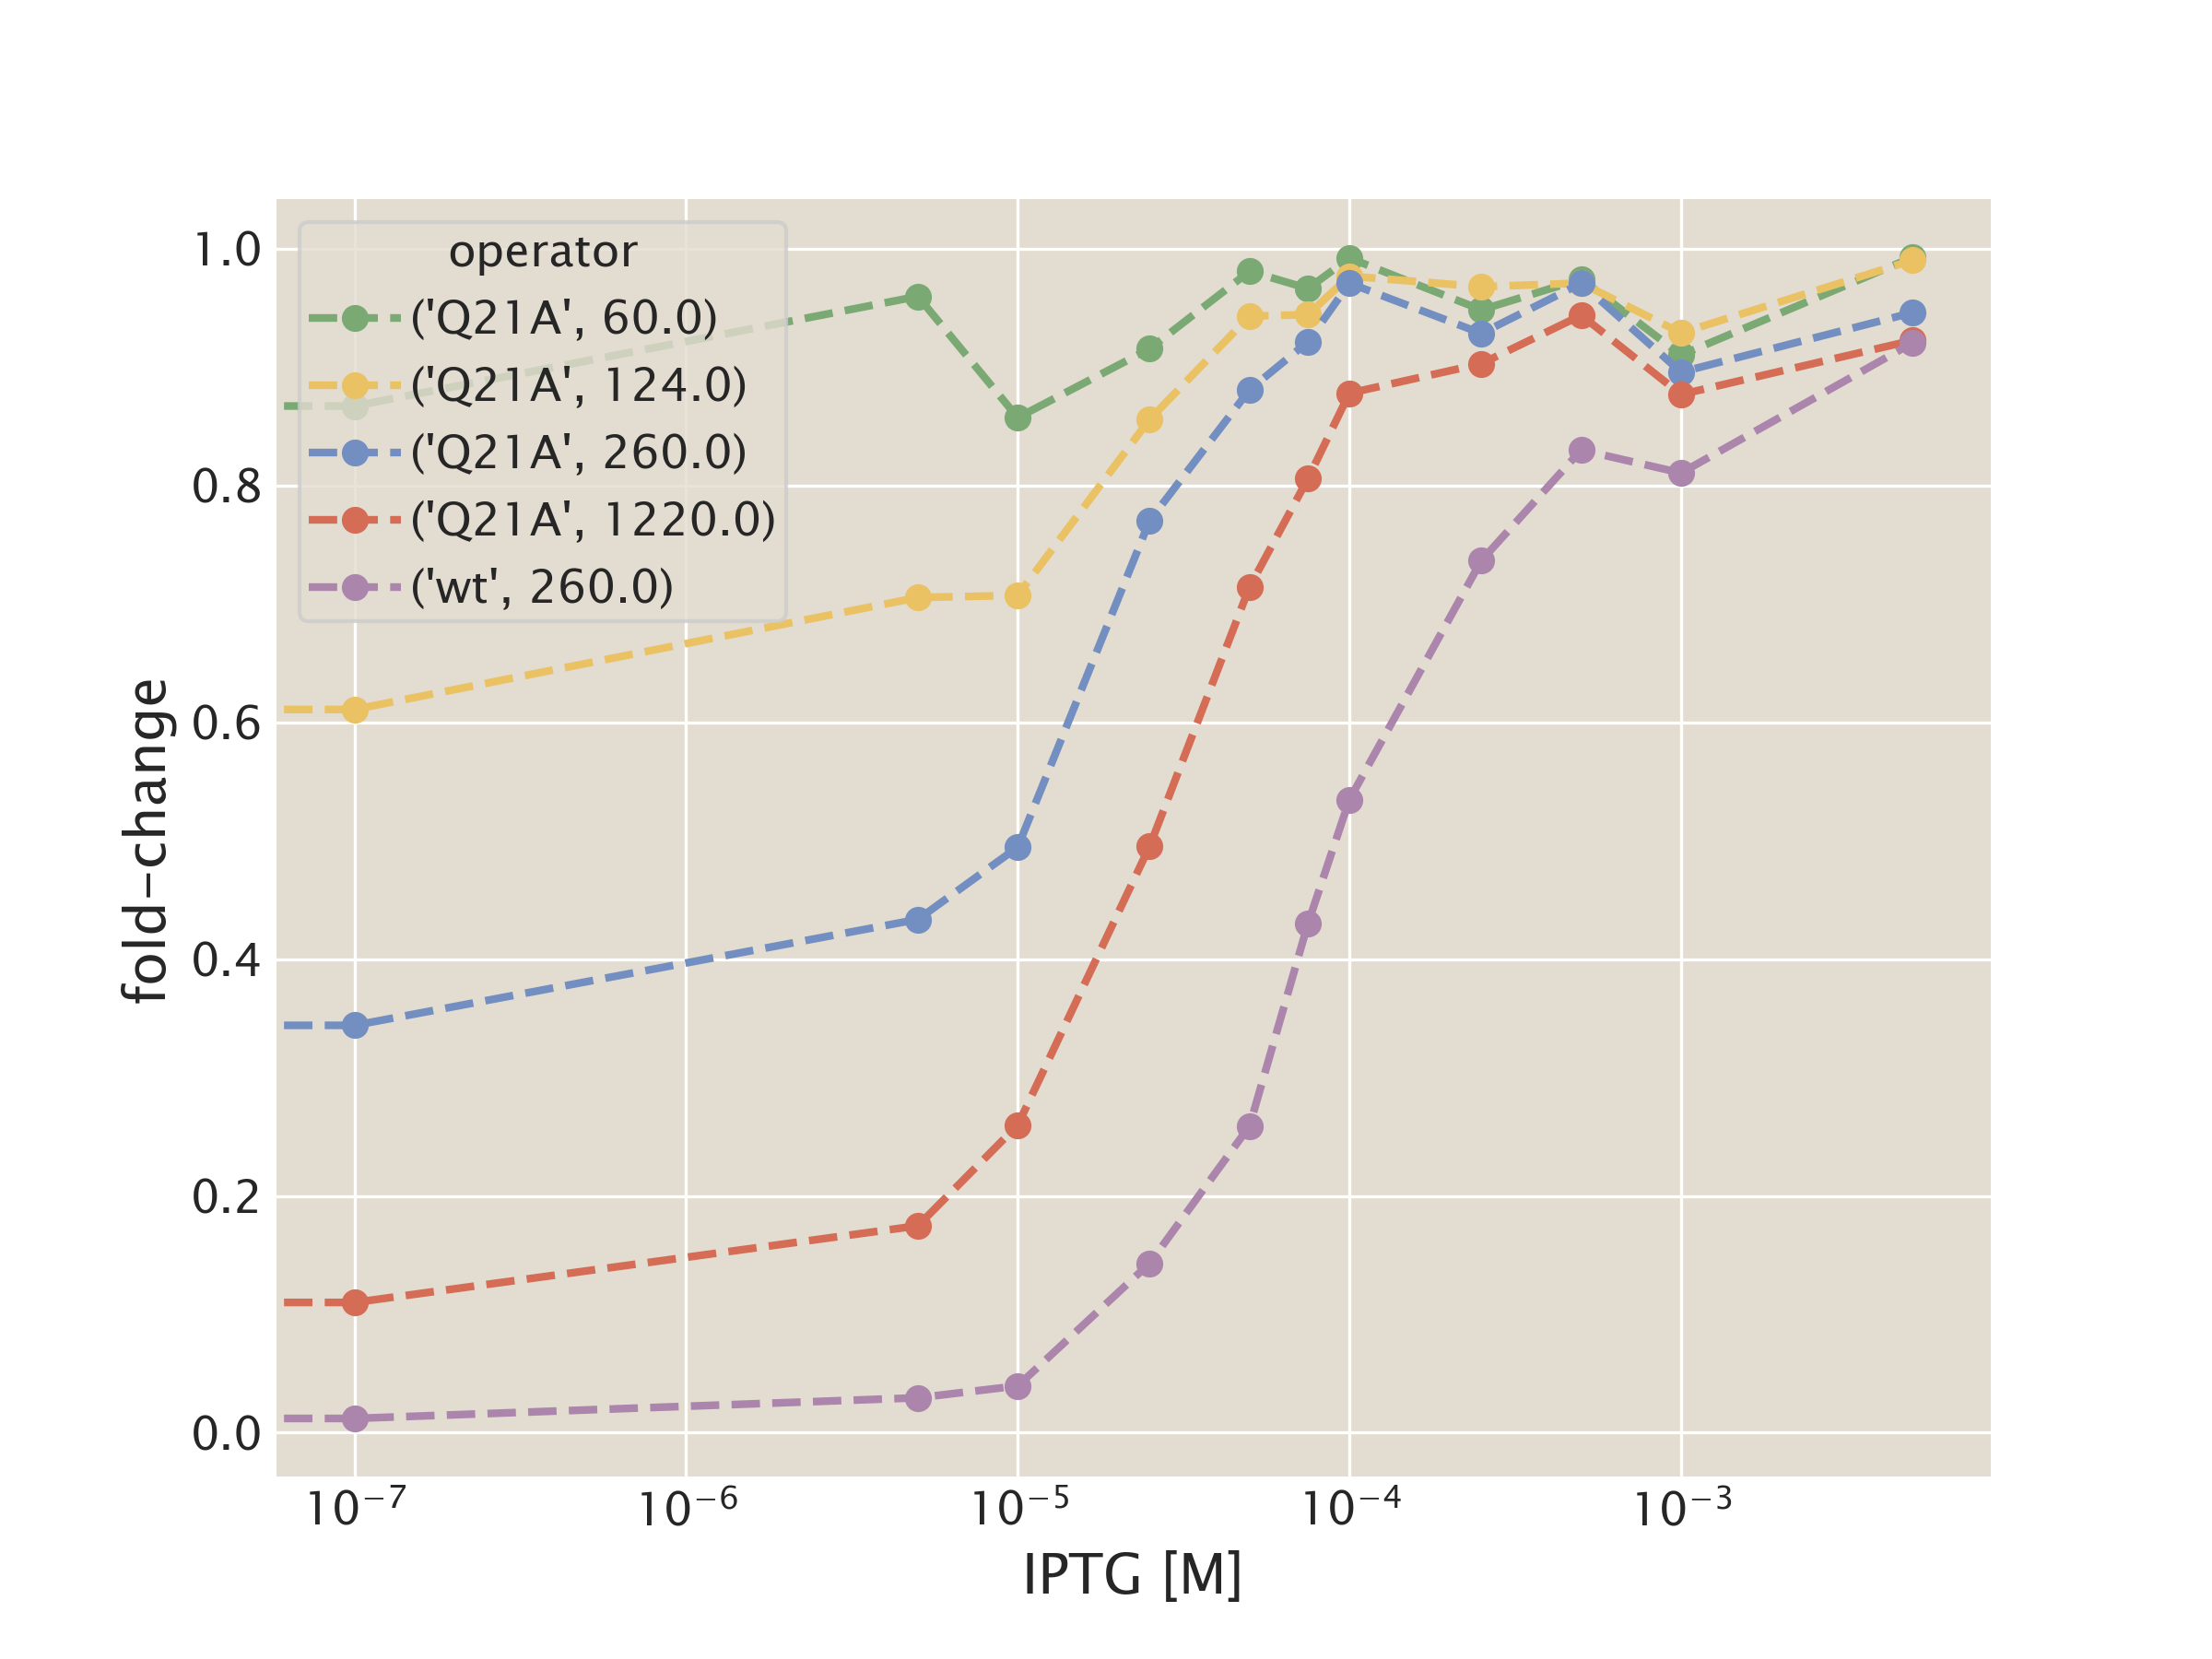 operator
('Q21A', 60.0)
('Q21A', 124.0)
('Q21A', 260.0)
('Q21A', 1220.0)
('wt', 260.0)
1.0
0.8
0.6
0.4
0.2
0.0
fold-change
10⁻⁷ 10⁻⁶ 10⁻⁵ 10⁻⁴ 10⁻³
IPTG [M]